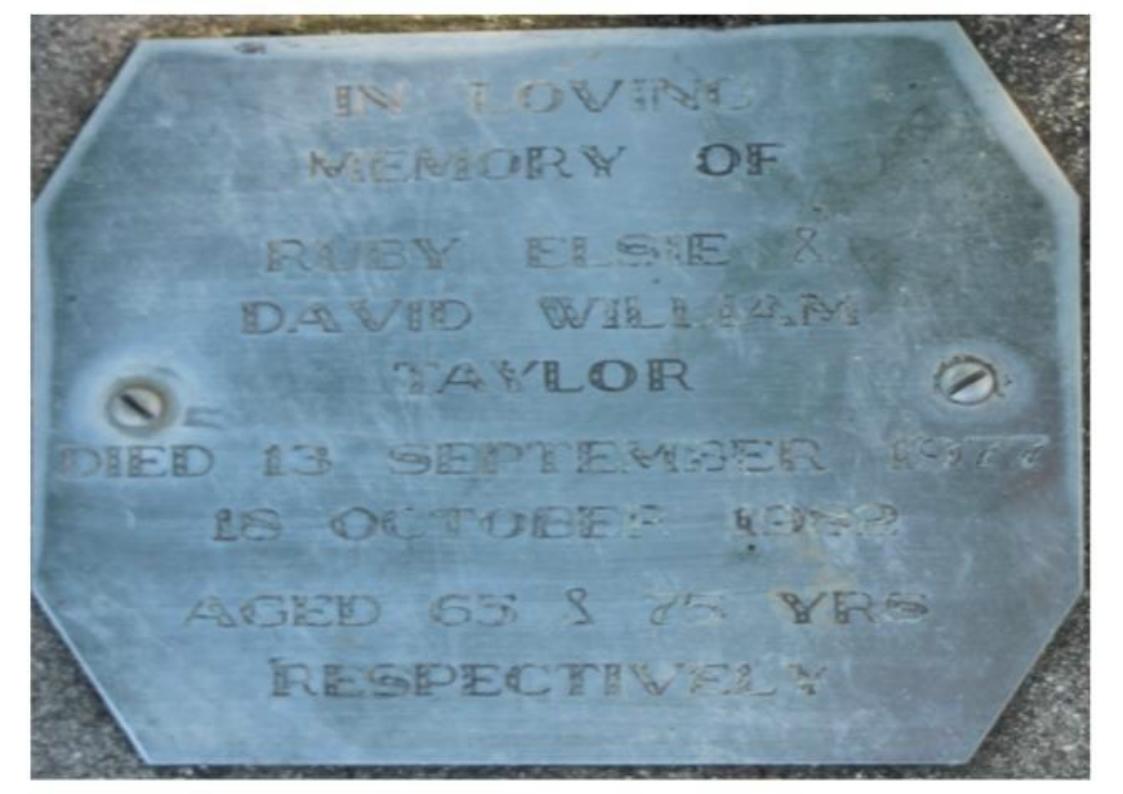 IN LOVING
MEMORY OF
RUBY ELSIE &
DAVID WILLIAM
TAYLOR
DIED 13 SEPTEMBER 1977
18 OCTOBER
AGED 63 & 75 YRS
RESPECTIVELY